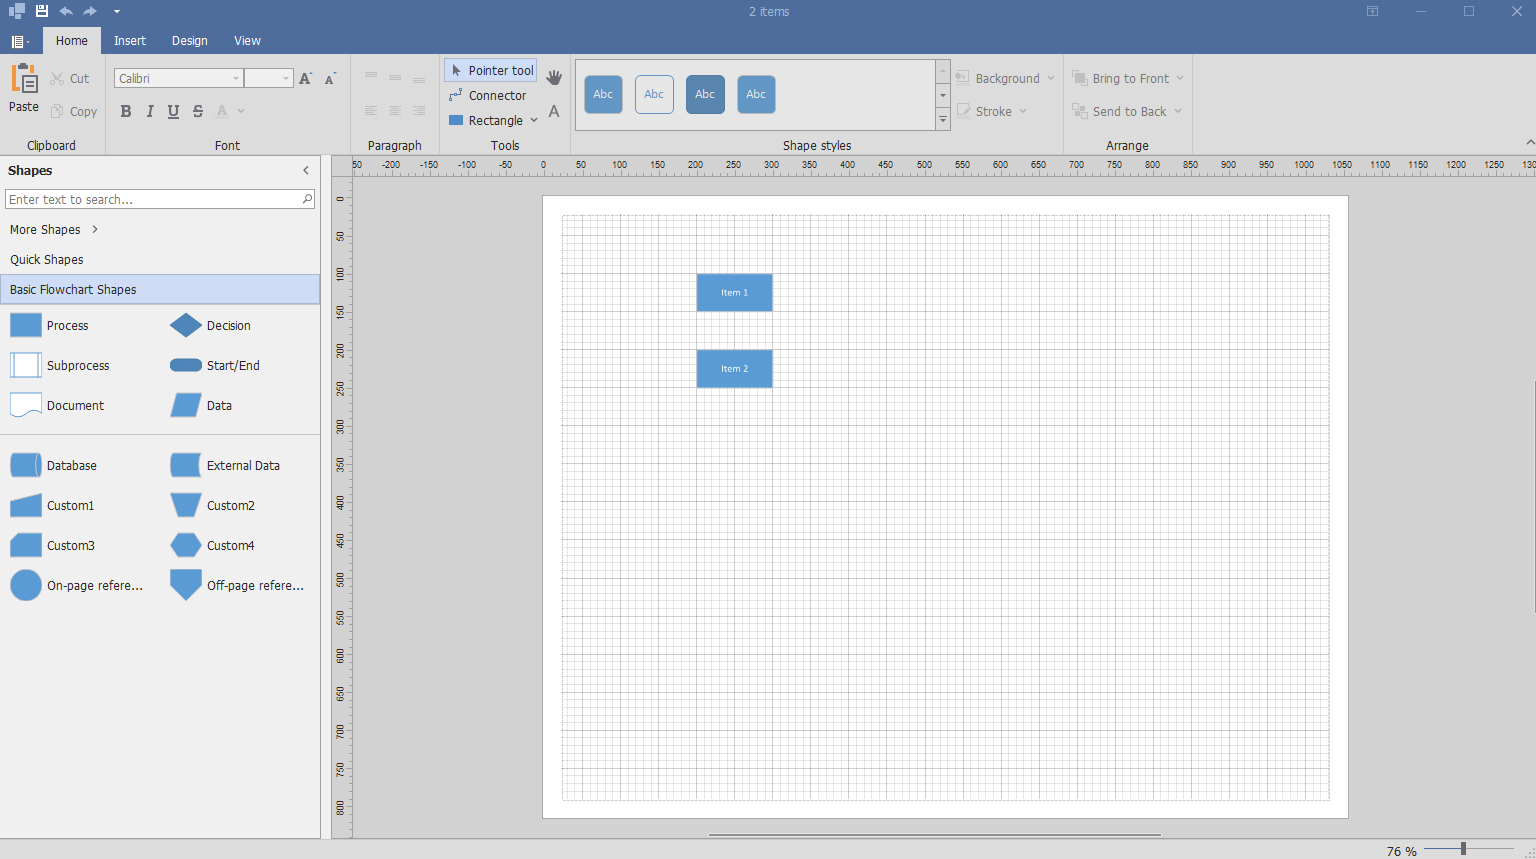 2 items
Home Insert Design View
Paste
Cut
Copy
Clipboard
Calibri
A A
B I U S A
Font
Paragraph
Pointer tool
Connector
A
Rectangle
Tools
Abc Abc Abc Abc
Shape styles
Background
Stroke
Bring to Front
Send to Back
Arrange
Shapes
Enter text to search...
More Shapes
Quick Shapes
Basic Flowchart Shapes
Process Decision
Subprocess Start/End
Document Data
Database External Data
Custom1 Custom2
Custom3 Custom4
On-page refere... Off-page refere...
50 -200 -150 -100 -50 0 50 100 150 200 250 300 350 400 450 500 550 600 650 700 750 800 850 900 950 1000 1050 1100 1150 1200 1250 130
0
50
100
150
200
250
300
350
400
450
500
550
600
650
700
750
800
Item 1
Item 2
76 %